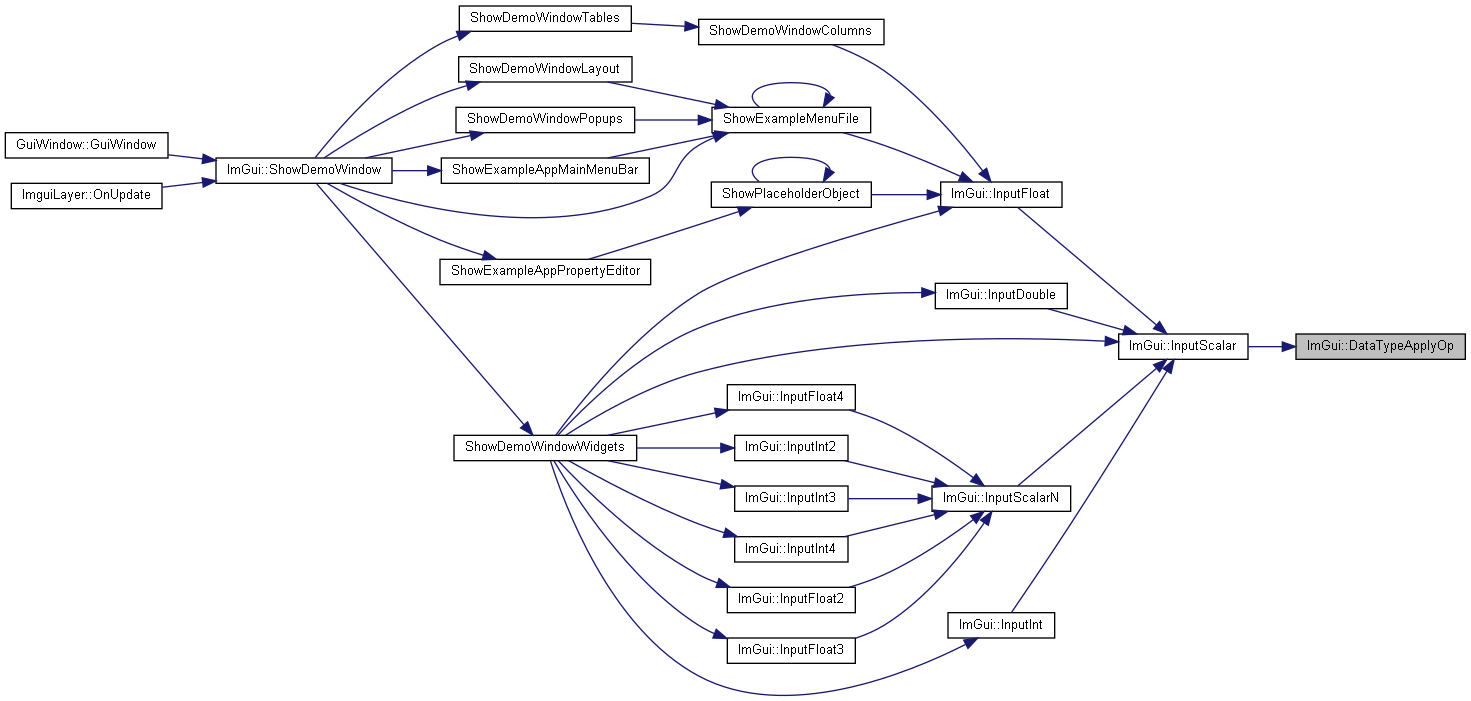 ShowDemoWindowTables
ShowDemoWindowColumns
ShowDemoWindowLayout
ShowDemoWindowPopups
ShowExampleMenuFile
GuiWindow::GuiWindow
ImGui::ShowDemoWindow
ShowExampleAppMainMenuBar
ImguiLayer::OnUpdate
ShowPlaceholderObject
ImGui::InputFloat
ShowExampleAppPropertyEditor
ImGui::InputDouble
ImGui::InputScalar
ImGui::DataTypeApplyOp
ImGui::InputFloat4
ShowDemoWindowWidgets
ImGui::InputInt2
ImGui::InputInt3
ImGui::InputScalarN
ImGui::InputInt4
ImGui::InputFloat2
ImGui::InputInt
ImGui::InputFloat3